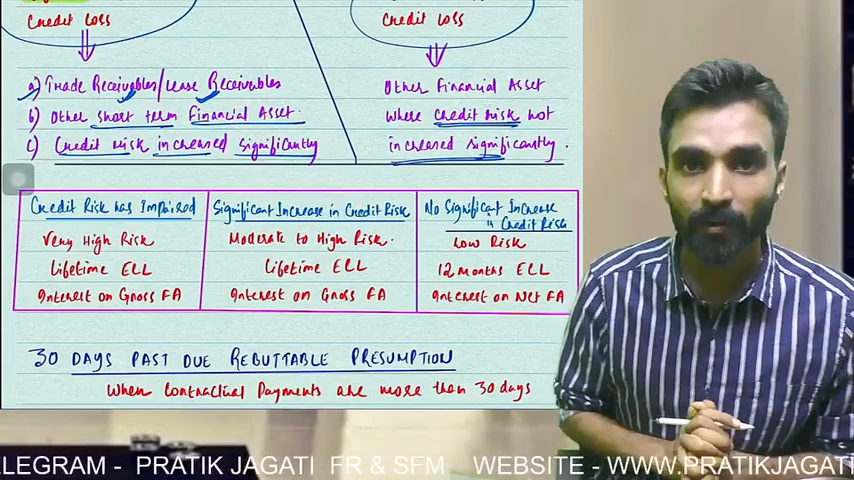 Credit Loss
Credit Loss
a) Trade Receivables/Lease Receivables
b) Other short term Financial Asset.
c) Credit risk increased significantly
Other Financial Asset
where credit risk not
increased significantly.
Credit Risk has Impaired
Very High Risk
Lifetime ECL
Interest on Gross FA
Significant Increase in Credit Risk
Moderate to High Risk.
Lifetime ECL
Interest on Gross FA
No Significant Increase
in Credit Risk
Low Risk
12 months ECL
Interest on Net FA
30 DAYS PAST DUE REBUTTABLE PRESUMPTION
When Contractual Payments are more than 30 days
ELEGRAM - PRATIK JAGATI FR & SFM WEBSITE - WWW.PRATIKJAGATI